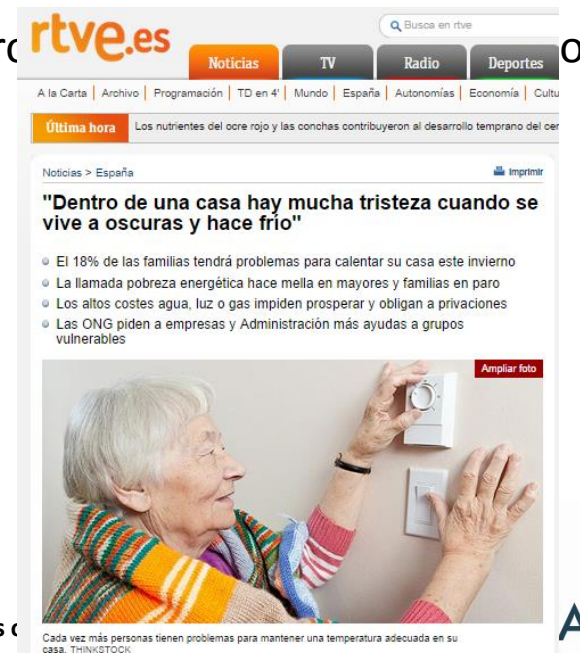 rtve.es
Busca en rtve
Noticias TV Radio Deportes
A la Carta | Archivo | Programación | TD en 4' | Mundo | España | Autonomías | Economía | Cultu
Última hora Los nutrientes del ocre rojo y las conchas contribuyeron al desarrollo temprano del cer
Noticias > España Imprimir
"Dentro de una casa hay mucha tristeza cuando se
vive a oscuras y hace frío"
El 18% de las familias tendrá problemas para calentar su casa este invierno
La llamada pobreza energética hace mella en mayores y familias en paro
Los altos costes agua, luz o gas impiden prosperar y obligan a privaciones
Las ONG piden a empresas y Administración más ayudas a grupos
vulnerables
Ampliar foto
Cada vez más personas tienen problemas para mantener una temperatura adecuada en su
casa. THINKSTOCK